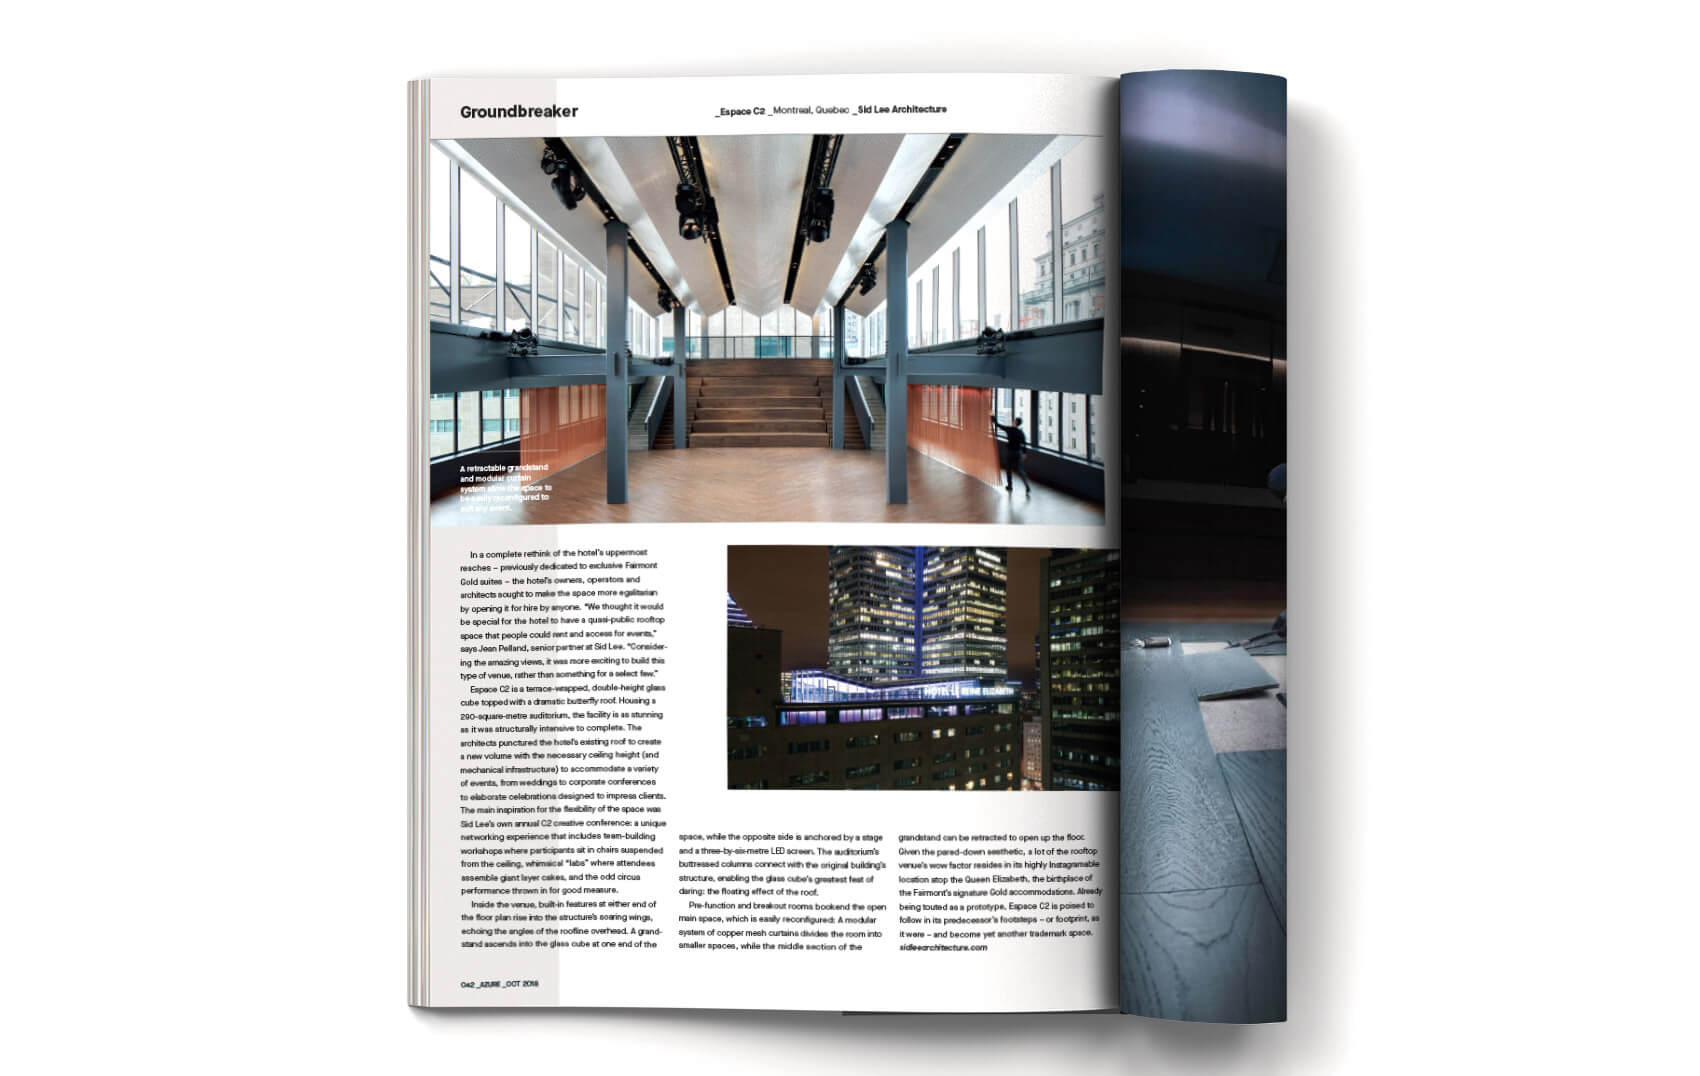 Groundbreaker
_Espace C2 _Montreal, Quebec _Sid Lee Architecture
A retractable grandstand
and modular curtain
system allow the space to
be easily reconfigured to
suit any event.
In a complete rethink of the hotel's uppermost
reaches – previously dedicated to exclusive Fairmont
Gold suites – the hotel's owners, operators and
architects sought to make the space more egalitarian
by opening it for hire by anyone. "We thought it would
be special for the hotel to have a quasi-public rooftop
space that people could rent and access for events,"
says Jean Pelland, senior partner at Sid Lee. "Consider-
ing the amazing views, it was more exciting to build this
type of venue, rather than something for a select few."
Espace C2 is a terrace-wrapped, double-height glass
cube topped with a dramatic butterfly roof. Housing a
290-square-metre auditorium, the facility is as stunning
as it was structurally intensive to complete. The
architects punctured the hotel's existing roof to create
a new volume with the necessary ceiling height (and
mechanical infrastructure) to accommodate a variety
of events, from weddings to corporate conferences
to elaborate celebrations designed to impress clients.
The main inspiration for the flexibility of the space was
Sid Lee's own annual C2 creative conference: a unique
networking experience that includes team-building
workshops where participants sit in chairs suspended
from the ceiling, whimsical "labs" where attendees
assemble giant layer cakes, and the odd circus
performance thrown in for good measure.
Inside the venue, built-in features at either end of
the floor plan rise into the structure's soaring wings,
echoing the angles of the roofline overhead. A grand-
stand ascends into the glass cube at one end of the
HOTEL LE REINE ELIZABETH
space, while the opposite side is anchored by a stage
and a three-by-six-metre LED screen. The auditorium's
buttressed columns connect with the original building's
structure, enabling the glass cube's greatest feat of
daring: the floating effect of the roof.
Pre-function and breakout rooms bookend the open
main space, which is easily reconfigured: A modular
system of copper mesh curtains divides the room into
smaller spaces, while the middle section of the
grandstand can be retracted to open up the floor.
Given the pared-down aesthetic, a lot of the rooftop
venue's wow factor resides in its highly Instagramable
location atop the Queen Elizabeth, the birthplace of
the Fairmont's signature Gold accommodations. Already
being touted as a prototype, Espace C2 is poised to
follow in its predecessor's footsteps – or footprint, as
it were – and become yet another trademark space.
sidleearchitecture.com
042 _AZURE _OCT 2018